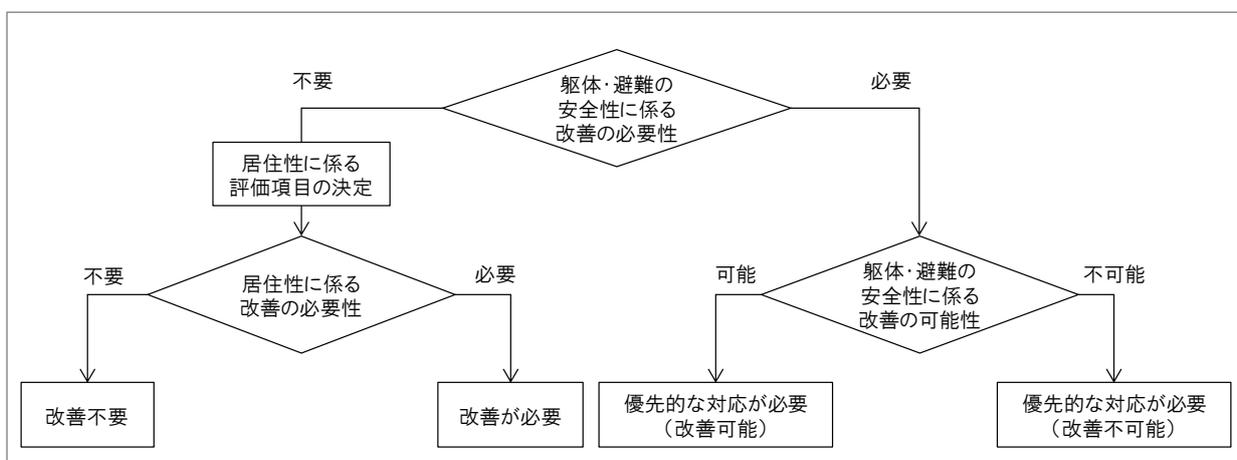 不要
躯体・避難の
安全性に係る
改善の必要性
必要
居住性に係る
評価項目の決定
不要
居住性に係る
改善の必要性
必要
可能
躯体・避難の
安全性に係る
改善の可能性
不可能
改善不要
改善が必要
優先的な対応が必要
（改善可能）
優先的な対応が必要
（改善不可能）